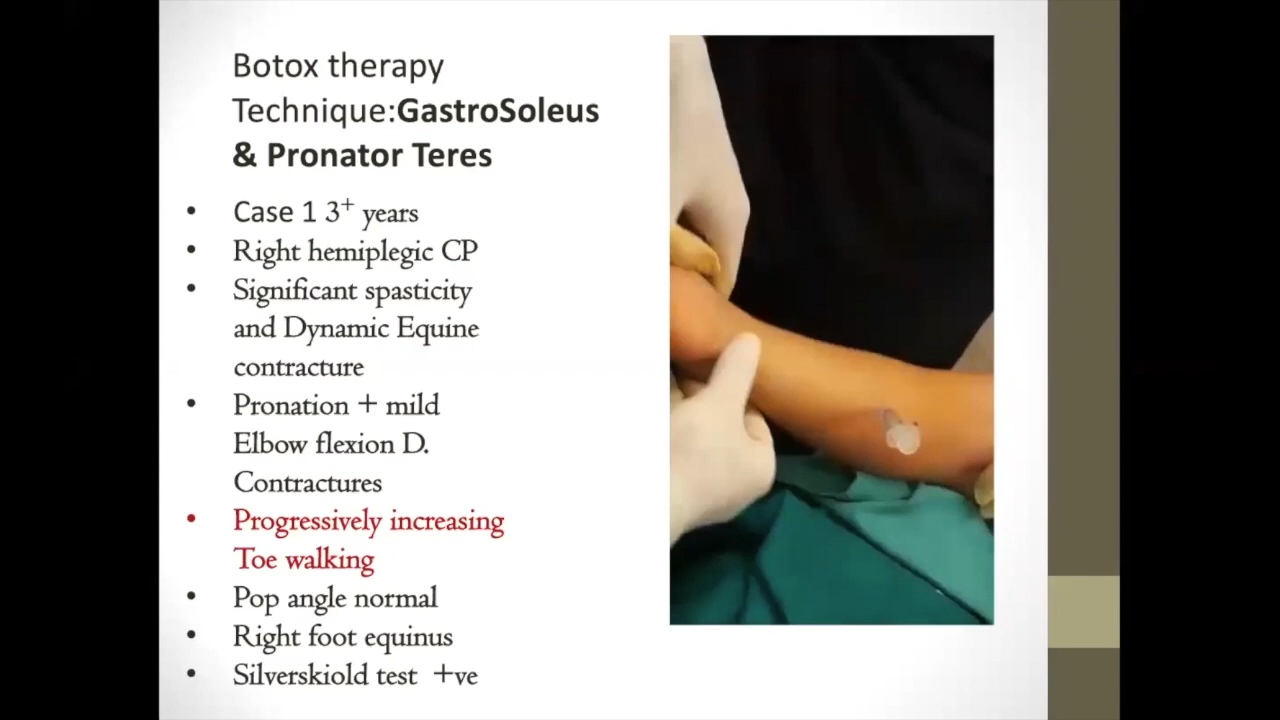 Botox therapy
Technique:GastroSoleus
& Pronator Teres
• Case 1 3+ years
• Right hemiplegic CP
• Significant spasticity
and Dynamic Equine
contracture
• Pronation + mild
Elbow flexion D.
Contractures
• Progressively increasing
Toe walking
• Pop angle normal
• Right foot equinus
• Silverskiold test +ve